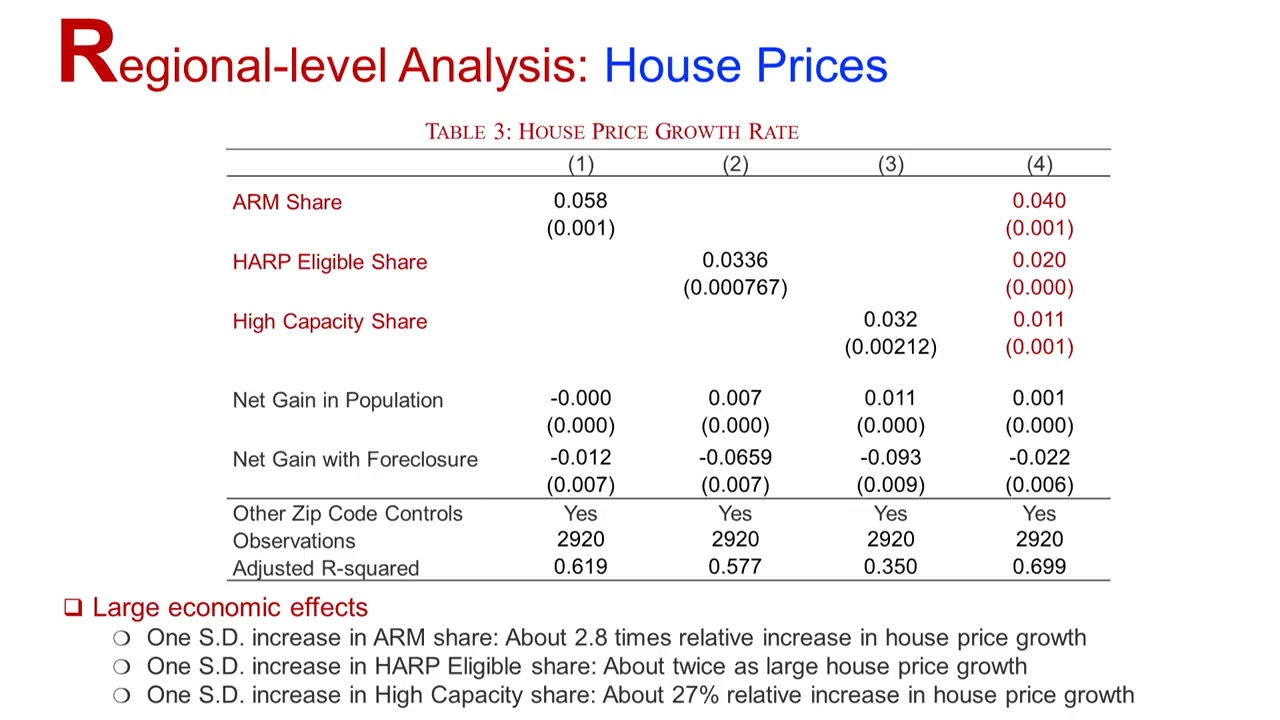 Regional-level Analysis: House Prices
TABLE 3: HOUSE PRICE GROWTH RATE
(1) (2) (3) (4)
ARM Share 0.058 0.040
(0.001) (0.001)
HARP Eligible Share 0.0336 0.020
(0.000767) (0.000)
High Capacity Share 0.032 0.011
(0.00212) (0.001)
Net Gain in Population -0.000 0.007 0.011 0.001
(0.000) (0.000) (0.000) (0.000)
Net Gain with Foreclosure -0.012 -0.0659 -0.093 -0.022
(0.007) (0.007) (0.009) (0.006)
Other Zip Code Controls Yes Yes Yes Yes
Observations 2920 2920 2920 2920
Adjusted R-squared 0.619 0.577 0.350 0.699
❑ Large economic effects
❍ One S.D. increase in ARM share: About 2.8 times relative increase in house price growth
❍ One S.D. increase in HARP Eligible share: About twice as large house price growth
❍ One S.D. increase in High Capacity share: About 27% relative increase in house price growth